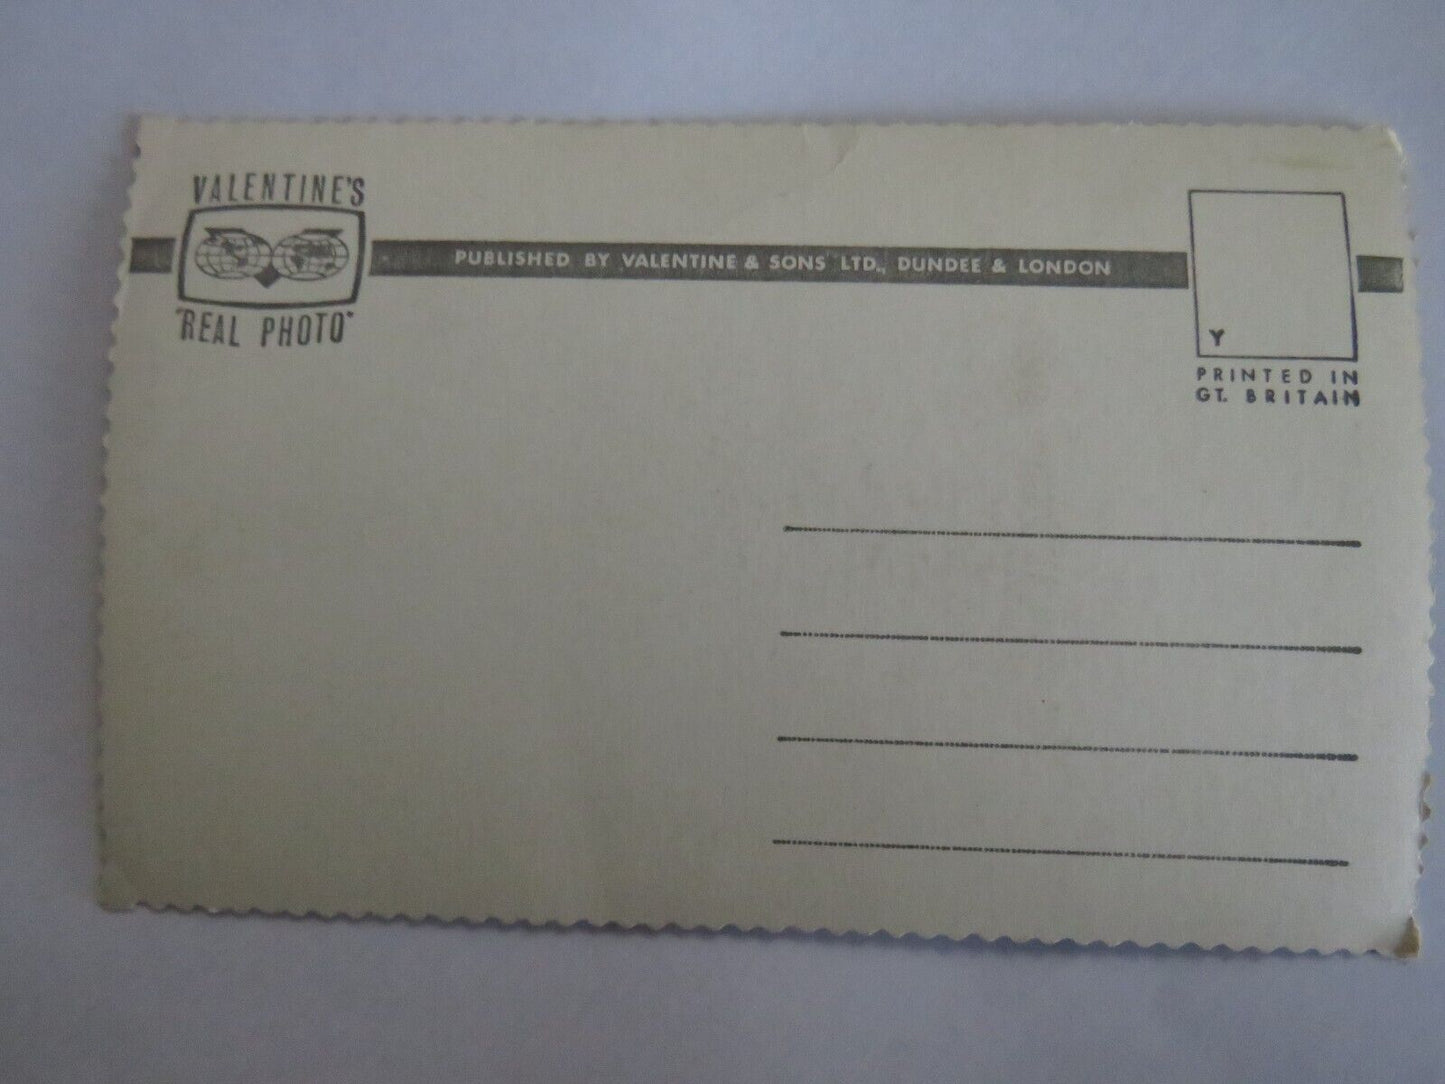 VALENTINE'S
"REAL PHOTO"
PUBLISHED BY VALENTINE & SONS LTD., DUNDEE & LONDON
Y
PRINTED IN
GT. BRITAIN